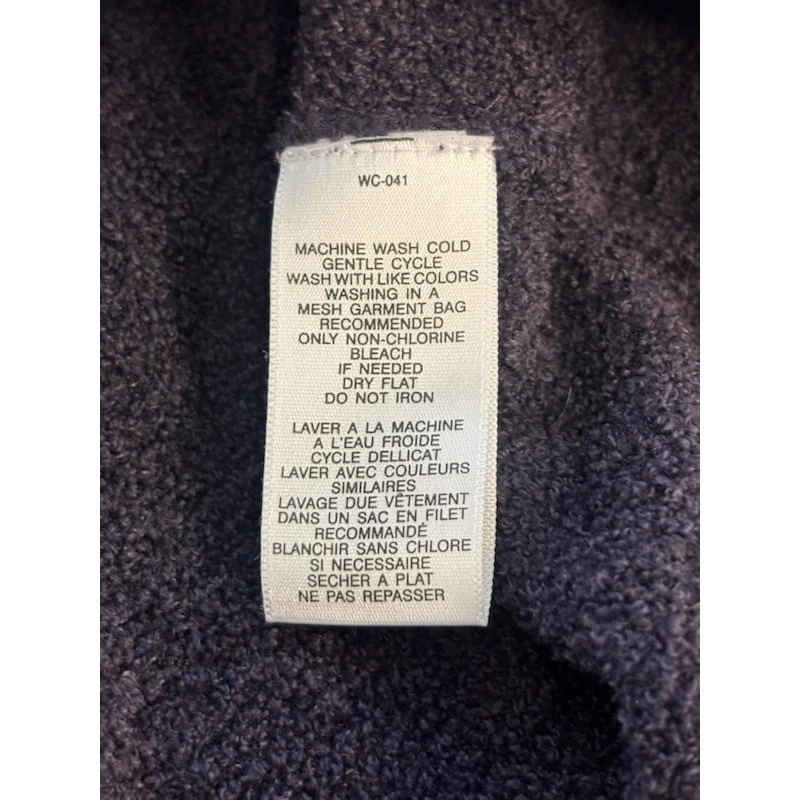 WC-041
MACHINE WASH COLD
GENTLE CYCLE
WASH WITH LIKE COLORS
WASHING IN A
MESH GARMENT BAG
RECOMMENDED
ONLY NON-CHLORINE
BLEACH
IF NEEDED
DRY FLAT
DO NOT IRON
LAVER A LA MACHINE
A L'EAU FROIDE
CYCLE DELLICAT
LAVER AVEC COULEURS
SIMILAIRES
LAVAGE DUE VÊTEMENT
DANS UN SAC EN FILET
RECOMMANDÉ
BLANCHIR SANS CHLORE
SI NECESSAIRE
SECHER A PLAT
NE PAS REPASSER